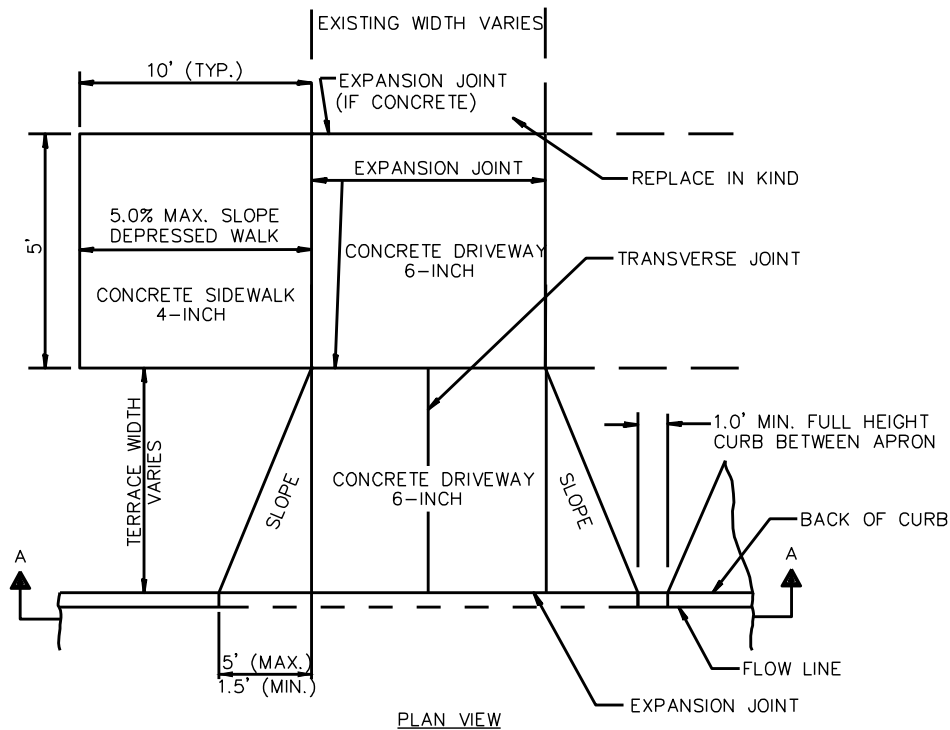 EXISTING WIDTH VARIES
10' (TYP.)
EXPANSION JOINT
(IF CONCRETE)
EXPANSION JOINT
REPLACE IN KIND
5'
5.0% MAX. SLOPE
DEPRESSED WALK
CONCRETE DRIVEWAY
6-INCH
TRANSVERSE JOINT
CONCRETE SIDEWALK
4-INCH
TERRACE WIDTH
VARIES
1.0' MIN. FULL HEIGHT
CURB BETWEEN APRON
SLOPE
CONCRETE DRIVEWAY
6-INCH
SLOPE
BACK OF CURB
A
A
5' (MAX.)
1.5' (MIN.)
FLOW LINE
EXPANSION JOINT
PLAN VIEW